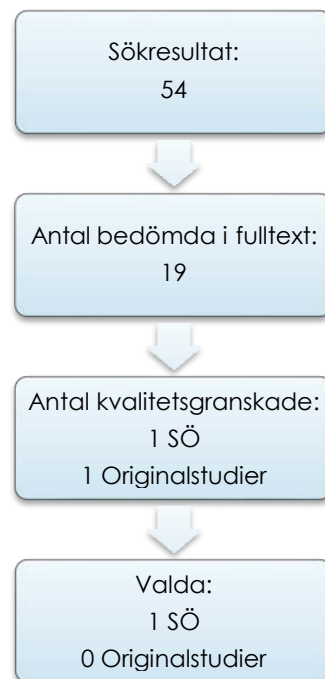 Sökresultat:
54
Antal bedömda i fulltext:
19
Antal kvalitetsgranskade:
1 SÖ
1 Originalstudier
Valda:
1 SÖ
0 Originalstudier